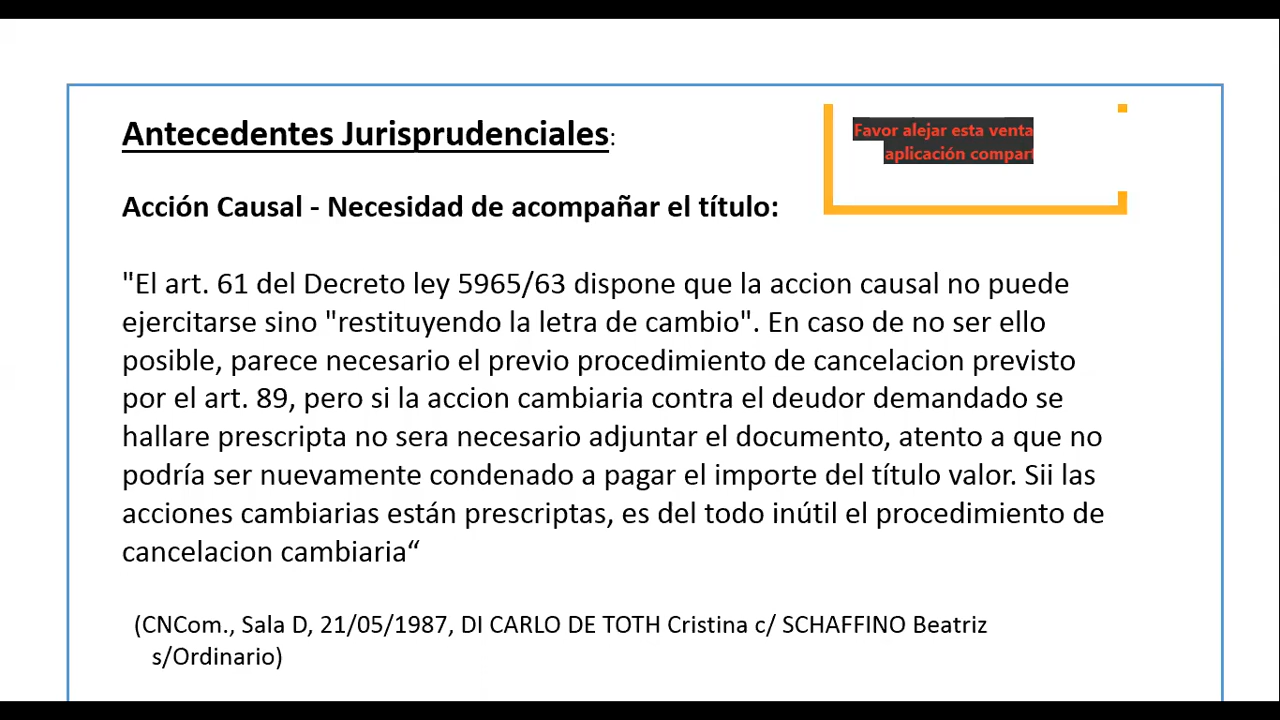 Antecedentes Jurisprudenciales:
Favor alejar esta venta
aplicación compart
Acción Causal - Necesidad de acompañar el título:
"El art. 61 del Decreto ley 5965/63 dispone que la accion causal no puede
ejercitarse sino "restituyendo la letra de cambio". En caso de no ser ello
posible, parece necesario el previo procedimiento de cancelacion previsto
por el art. 89, pero si la accion cambiaria contra el deudor demandado se
hallare prescripta no sera necesario adjuntar el documento, atento a que no
podría ser nuevamente condenado a pagar el importe del título valor. Sii las
acciones cambiarias están prescriptas, es del todo inútil el procedimiento de
cancelacion cambiaria“
(CNCom., Sala D, 21/05/1987, DI CARLO DE TOTH Cristina c/ SCHAFFINO Beatriz
s/Ordinario)